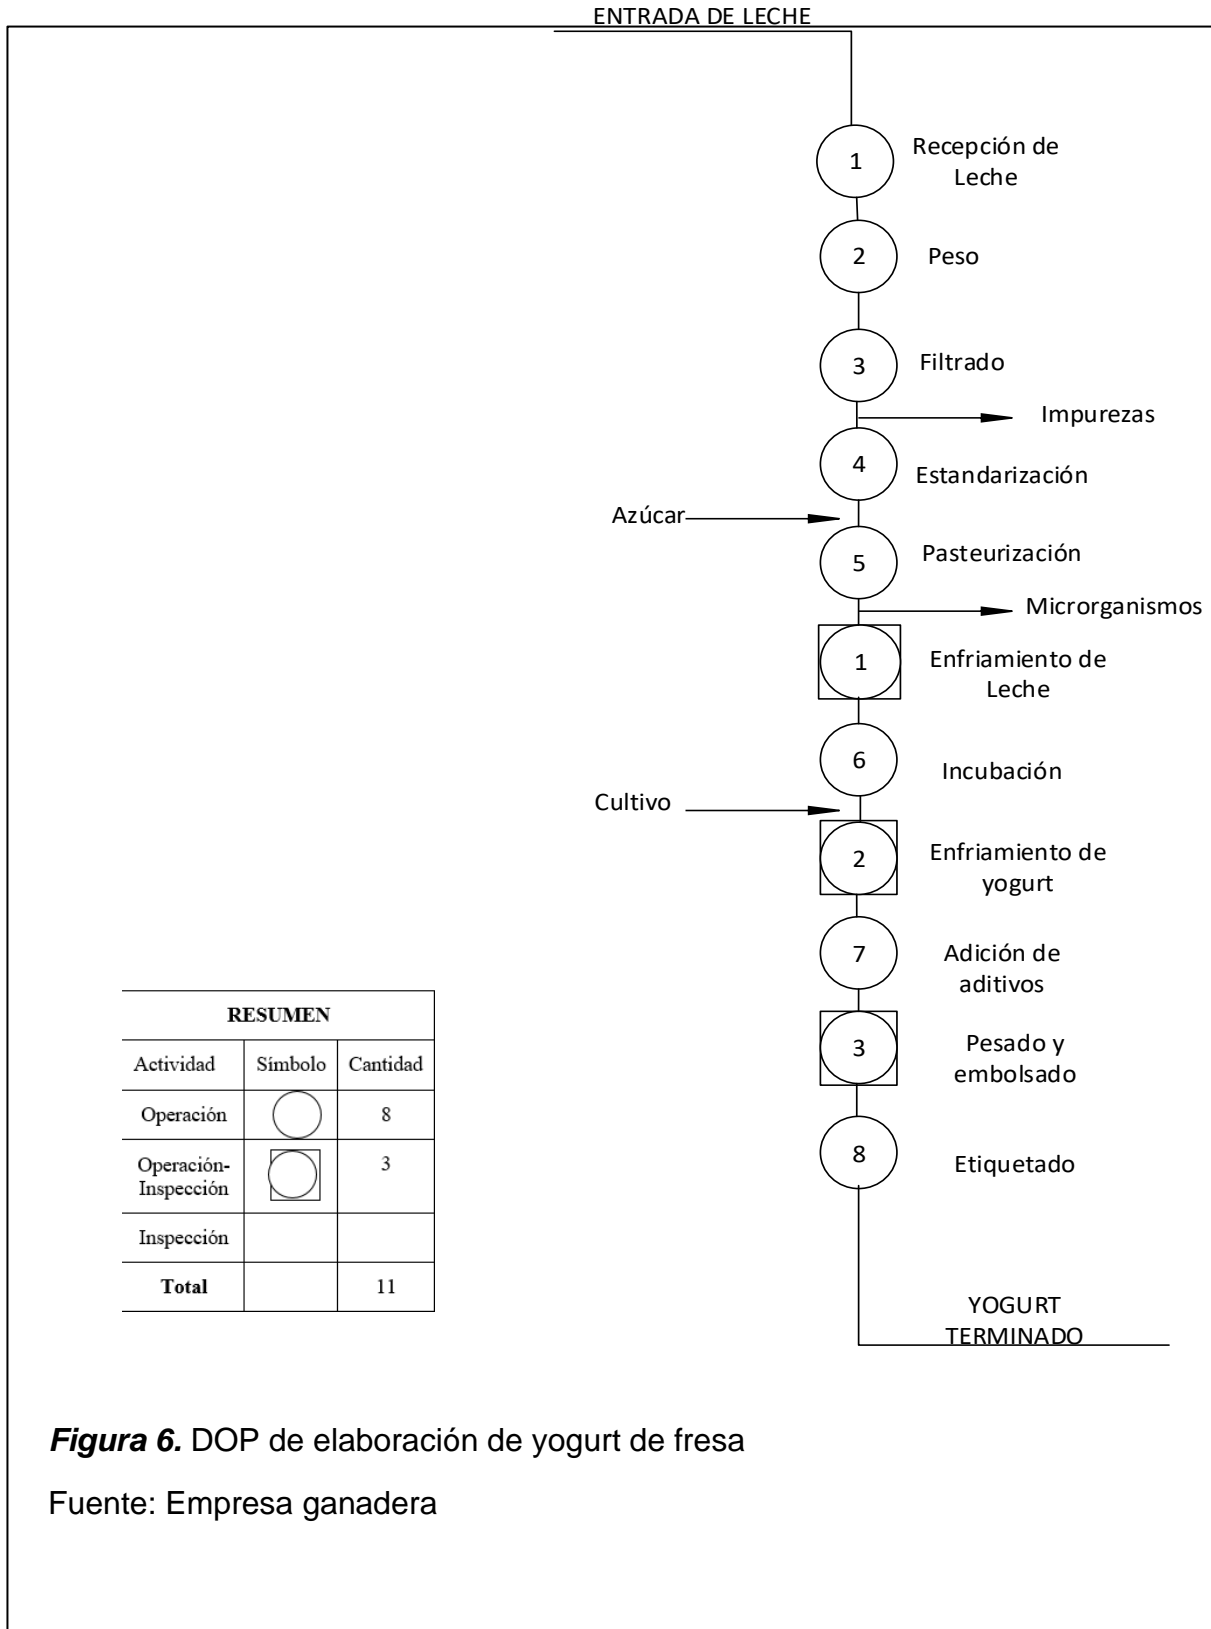 ENTRADA DE LECHE
1
Recepción de
Leche
2
Peso
3
Filtrado
Impurezas
4
Estandarización
Azúcar
5
Pasteurización
Microrganismos
1
Enfriamiento de
Leche
6
Incubación
Cultivo
2
Enfriamiento de
yogurt
7
Adición de
aditivos
3
Pesado y
embolsado
8
Etiquetado
YOGURT
TERMINADO
RESUMEN
Actividad Símbolo Cantidad
Operación 8
Operación-
Inspección 3
Inspección
Total 11
Figura 6. DOP de elaboración de yogurt de fresa
Fuente: Empresa ganadera